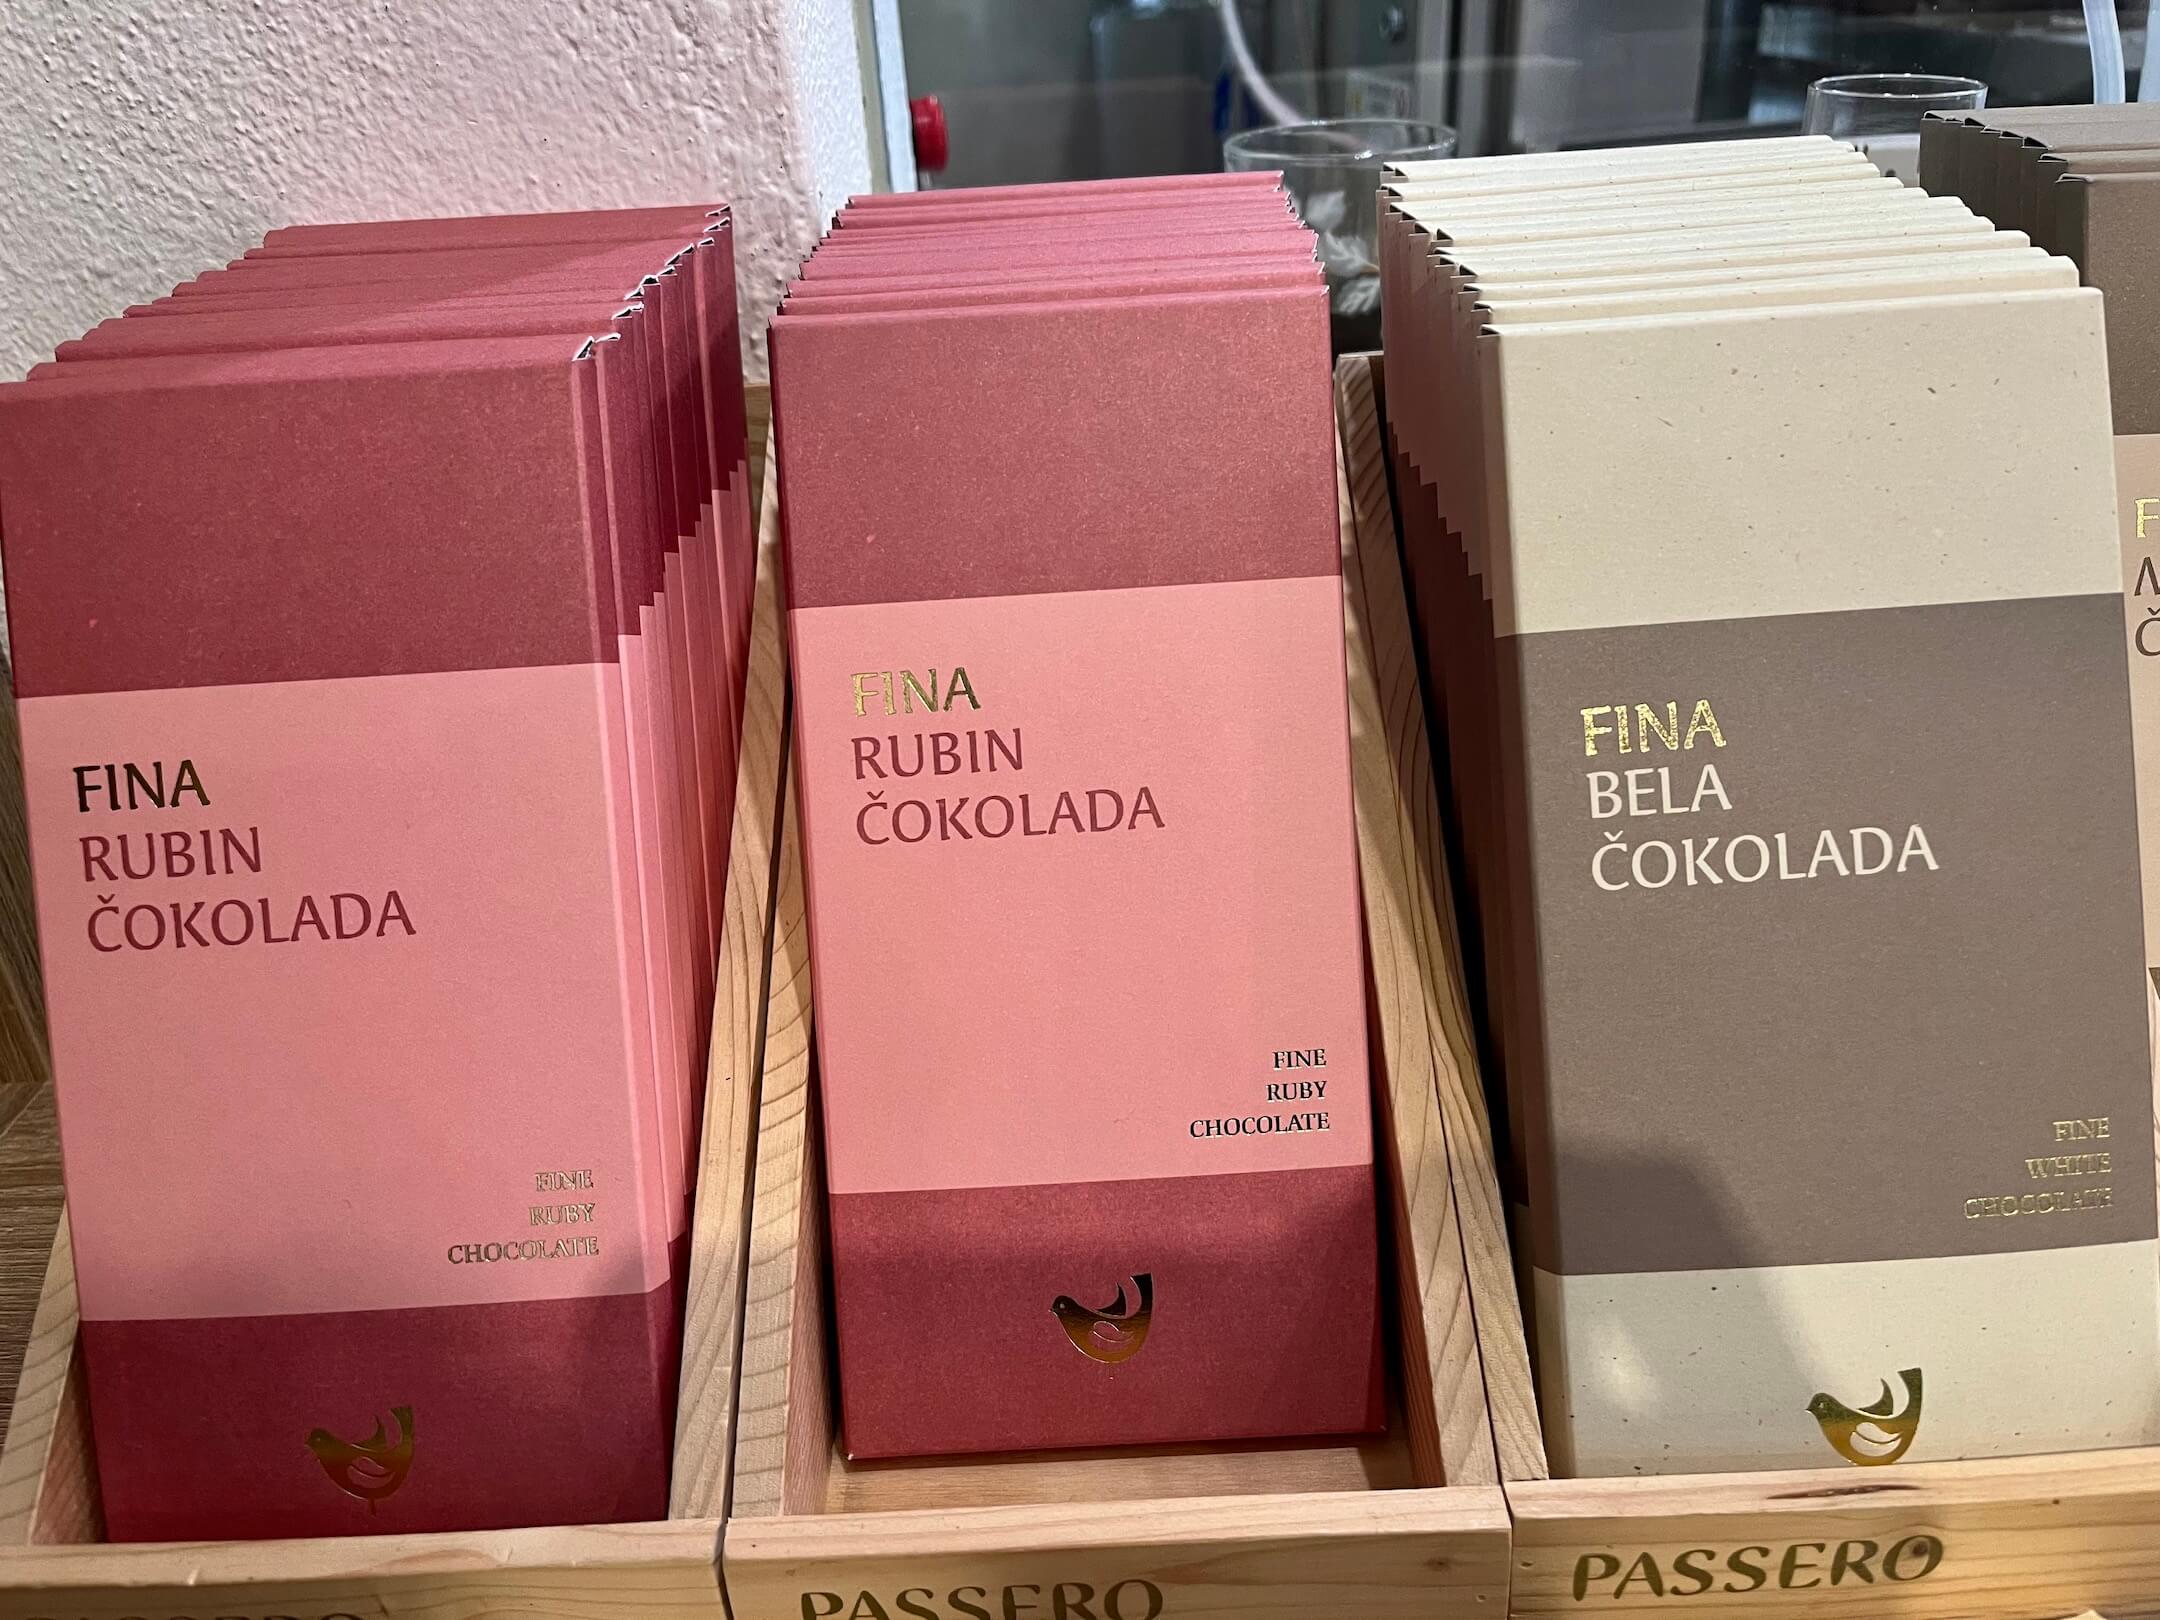 FINA
RUBIN
ČOKOLADA
FINE
RUBY
CHOCOLATE
FINA
RUBIN
ČOKOLADA
FINE
RUBY
CHOCOLATE
PASSERO
FINA
BELA
ČOKOLADA
FINE
WHITE
CHOCOLATE
PASSERO